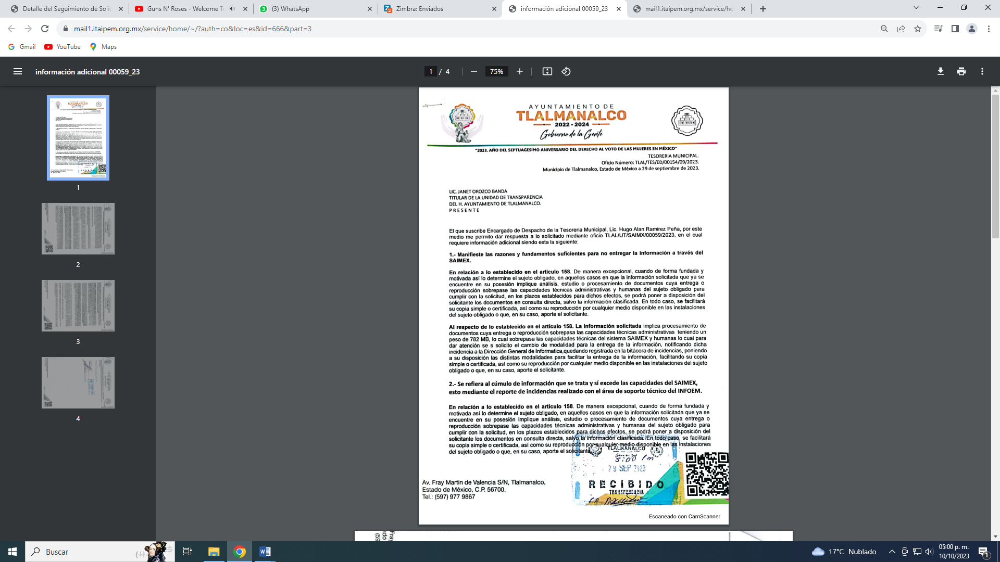 Detalle del Seguimiento de Solic
Guns N' Roses - Welcome To
(3) WhatsApp
Zimbra: Enviados
información adicional 00059_23
mail1.itaipem.org.mx/service/ho
mail1.itaipem.org.mx/service/home/~/?auth=co&loc=es&id=666&part=3
Gmail
YouTube
Maps
información adicional 00059_23
1 / 4
75%
1
2
3
4
AYUNTAMIENTO DE
TLALMANALCO
2022 - 2024
Gobierno de la Gente
"2023. AÑO DEL SEPTUAGESIMO ANIVERSARIO DEL DERECHO AL VOTO DE LAS MUJERES EN MÉXICO"
TESORERIA MUNICIPAL.
Oficio Número: TLAL/TES/ED/00154/09/2023.
Municipio de Tlalmanalco, Estado de México a 29 de septiembre de 2023.
LIC. JANET OROZCO BANDA
TITULAR DE LA UNIDAD DE TRANSPARENCIA
DEL H. AYUNTAMIENTO DE TLALMANALCO.
P R E S E N T E
El que suscribe Encargado de Despacho de la Tesoreria Municipal, Lic. Hugo Alan Ramirez Peña, por este
medio me permito dar respuesta a lo solicitado mediante oficio TLAL/UT/SAIMX/00059/2023, en el cual
requiere información adicional siendo esta la siguiente:
1.- Manifieste las razones y fundamentos suficientes para no entregar la información a través del
SAIMEX.
En relación a lo establecido en el articulo 158. De manera excepcional, cuando de forma fundada y
motivada así lo determine el sujeto obligado, en aquellos casos en que la información solicitada que ya se
encuentre en su posesión implique análisis, estudio o procesamiento de documentos cuya entrega o
reproducción sobrepase las capacidades técnicas administrativas y humanas del sujeto obligado para
cumplir con la solicitud, en los plazos establecidos para dichos efectos, se podrá poner a disposición del
solicitante los documentos en consulta directa, salvo la información clasificada. En todo caso, se facilitará
su copia simple o certificada, así como su reproducción por cualquier medio disponible en las instalaciones
del sujeto obligado o que, en su caso, aporte el solicitante.
Al respecto de lo establecido en el artículo 158. La información solicitada implica procesamiento de
documentos cuya entrega o reproducción sobrepasa las capacidades técnicas administrativas teniendo un
peso de 782 MB, lo cual sobrepasa las capacidades técnicas del sistema SAIMEX y humanas lo cual para
dar atención se s solicito el cambio de modalidad para la entrega de la información, notificando dicha
incidencia a la Dirección General de Informatica,quedando registrada en la bitácora de incidencias, poniendo
a su disposición las distintas modalidades para facilitar la entrega de la información, facilitando su copia
simple o certificada, así como su reproducción por cualquier medio disponible en las instalaciones del sujeto
obligado o que, en su caso, aporte el solicitante.
2.- Se refiera al cúmulo de información que se trata y sí excede las capacidades del SAIMEX,
esto mediante el reporte de incidencias realizado con el área de soporte técnico del INFOEM.
En relación a lo establecido en el articulo 158. De manera excepcional, cuando de forma fundada y
motivada así lo determine el sujeto obligado, en aquellos casos en que la información solicitada que ya se
encuentre en su posesión implique análisis, estudio o procesamiento de documentos cuya entrega o
reproducción sobrepase las capacidades técnicas administrativas y humanas del sujeto obligado para
cumplir con la solicitud, en los plazos establecidos para dichos efectos, se podrá poner a disposición del
solicitante los documentos en consulta directa, salvo la información clasificada. En todo caso, se facilitará
su copia simple o certificada, así como su reproducción por cualquier medio disponible en las instalaciones
del sujeto obligado o que, en su caso, aporte el solicitante.
TLALMANALCO
5:00 Pm
29 SEP 2023
RECIBIDO
TRANSPARENCIA
Av. Fray Martín de Valencia S/N, Tlalmanalco,
Estado de México, C.P. 56700,
Tel.: (597) 977 9867
Escaneado con CamScanner
Buscar
17°C Nublado
05:00 p. m.
10/10/2023
1